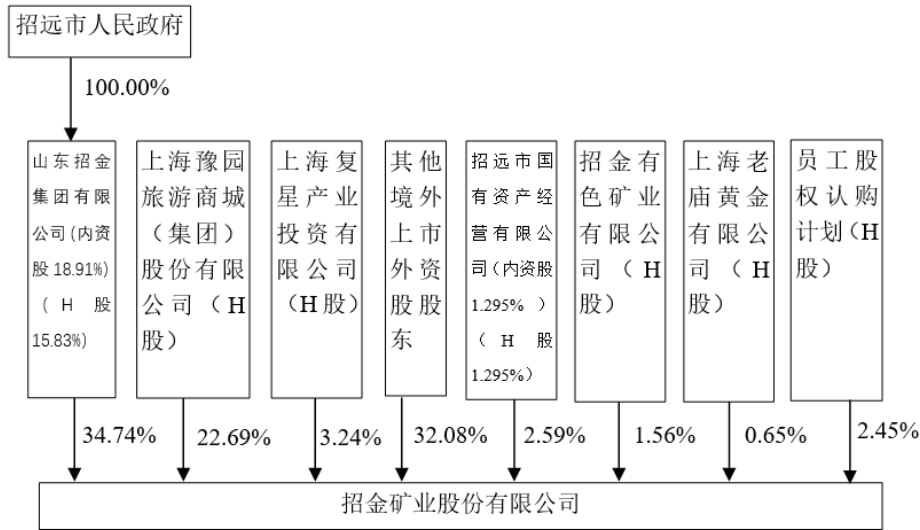 招远市人民政府
100.00%
山东招金
集团有限
公司(内资
股 18.91%)
( H 股
15.83%)
上海豫园
旅游商城
（集团）
股份有限
公司（H
股）
上海复
星产业
投资有
限公司
（H股）
其他
境外
上市
外资
股股
东
招远市国
有资产经
营有限公
司(内资股
1.295% )
( H 股
1.295%)
招金有
色矿业
有限公
司（H
股）
上海老
庙黄金
有限公
司（H
股）
员工股
权认购
计划（H
股）
34.74%
22.69%
3.24%
32.08%
2.59%
1.56%
0.65%
2.45%
招金矿业股份有限公司